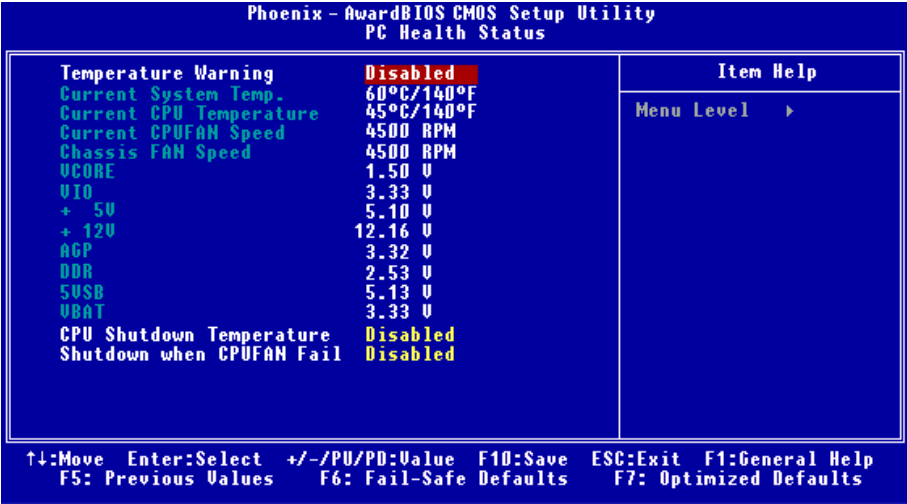 Phoenix - AwardBIOS CMOS Setup Utility
PC Health Status
Temperature Warning Disabled
Current System Temp. 60°C/140°F
Current CPU Temperature 45°C/140°F
Current CPUFAN Speed 4500 RPM
Chassis FAN Speed 4500 RPM
VCORE 1.50 V
VIO 3.33 V
+ 5V 5.10 V
+ 12V 12.16 V
AGP 3.32 V
DDR 2.53 V
5VSB 5.13 V
VBAT 3.33 V
CPU Shutdown Temperature Disabled
Shutdown when CPUFAN Fail Disabled
Item Help
Menu Level ▸
↑↓:Move Enter:Select +/-/PU/PD:Value F10:Save ESC:Exit F1:General Help
F5: Previous Values F6: Fail-Safe Defaults F7: Optimized Defaults